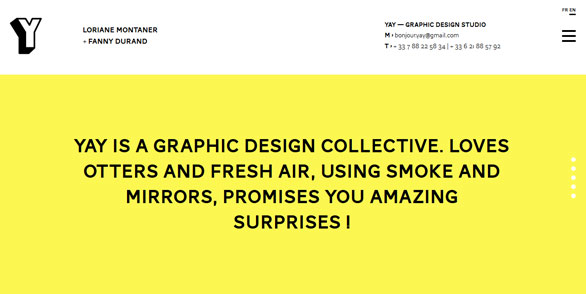 FR EN
Y
LORIANE MONTANER
+ FANNY DURAND
YAY — GRAPHIC DESIGN STUDIO
M › bonjour.yay@gmail.com
T › + 33 7 88 22 58 34 | + 33 6 21 88 57 92
YAY IS A GRAPHIC DESIGN COLLECTIVE. LOVES
OTTERS AND FRESH AIR, USING SMOKE AND
MIRRORS, PROMISES YOU AMAZING
SURPRISES !